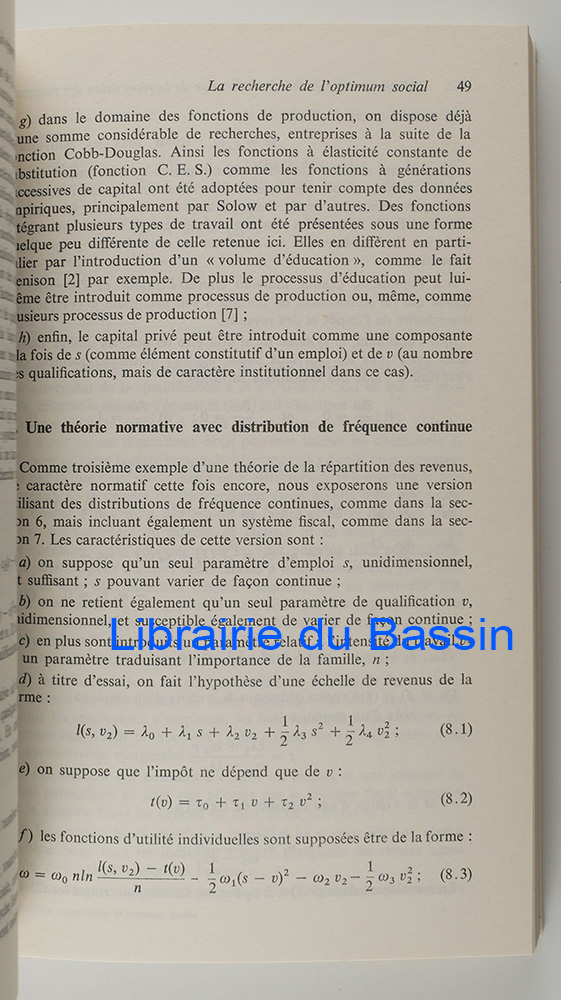 La recherche de l'optimum social 49
g) dans le domaine des fonctions de production, on dispose déjà
une somme considérable de recherches, entreprises à la suite de la
nction Cobb-Douglas. Ainsi les fonctions à élasticité constante de
bstitution (fonction C. E. S.) comme les fonctions à générations
ccessives de capital ont été adoptées pour tenir compte des données
npiriques, principalement par Solow et par d'autres. Des fonctions
tégrant plusieurs types de travail ont été présentées sous une forme
uelque peu différente de celle retenue ici. Elles en diffèrent en parti-
lier par l'introduction d'un « volume d'éducation », comme le fait
enison [2] par exemple. De plus le processus d'éducation peut lui-
ême être introduit comme processus de production ou, même, comme
usieurs processus de production [7] ;
h) enfin, le capital privé peut être introduit comme une composante
la fois de s (comme élément constitutif d'un emploi) et de v (au nombre
s qualifications, mais de caractère institutionnel dans ce cas).
Une théorie normative avec distribution de fréquence continue
Comme troisième exemple d'une théorie de la répartition des revenus,
caractère normatif cette fois encore, nous exposerons une version
ilisant des distributions de fréquence continues, comme dans la sec-
on 6, mais incluant également un système fiscal, comme dans la sec-
on 7. Les caractéristiques de cette version sont :
a) on suppose qu'un seul paramètre d'emploi s, unidimensionnel,
t suffisant ; s pouvant varier de façon continue ;
b) on ne retient également qu'un seul paramètre de qualification v,
idimensionnel, et susceptible également de varier de façon continue ;
Librairie du Bassin
c) en plus sont introduits un paramètre relatif à l'intensité du travail
un paramètre traduisant l'importance de la famille, n ;
d) à titre d'essai, on fait l'hypothèse d'une échelle de revenus de la
rme :
l(s, v₂) = λ₀ + λ₁ s + λ₂ v₂ + 1/2 λ₃ s² + 1/2 λ₄ v₂² ; (8.1)
e) on suppose que l'impôt ne dépend que de v :
t(v) = τ₀ + τ₁ v + τ₂ v² ; (8.2)
f) les fonctions d'utilité individuelles sont supposées être de la forme :
ω = ω₀ nln (l(s, v₂) − t(v))/n - 1/2 ω₁(s − v)² − ω₂ v₂ − 1/2 ω₃ v₂² ; (8.3)